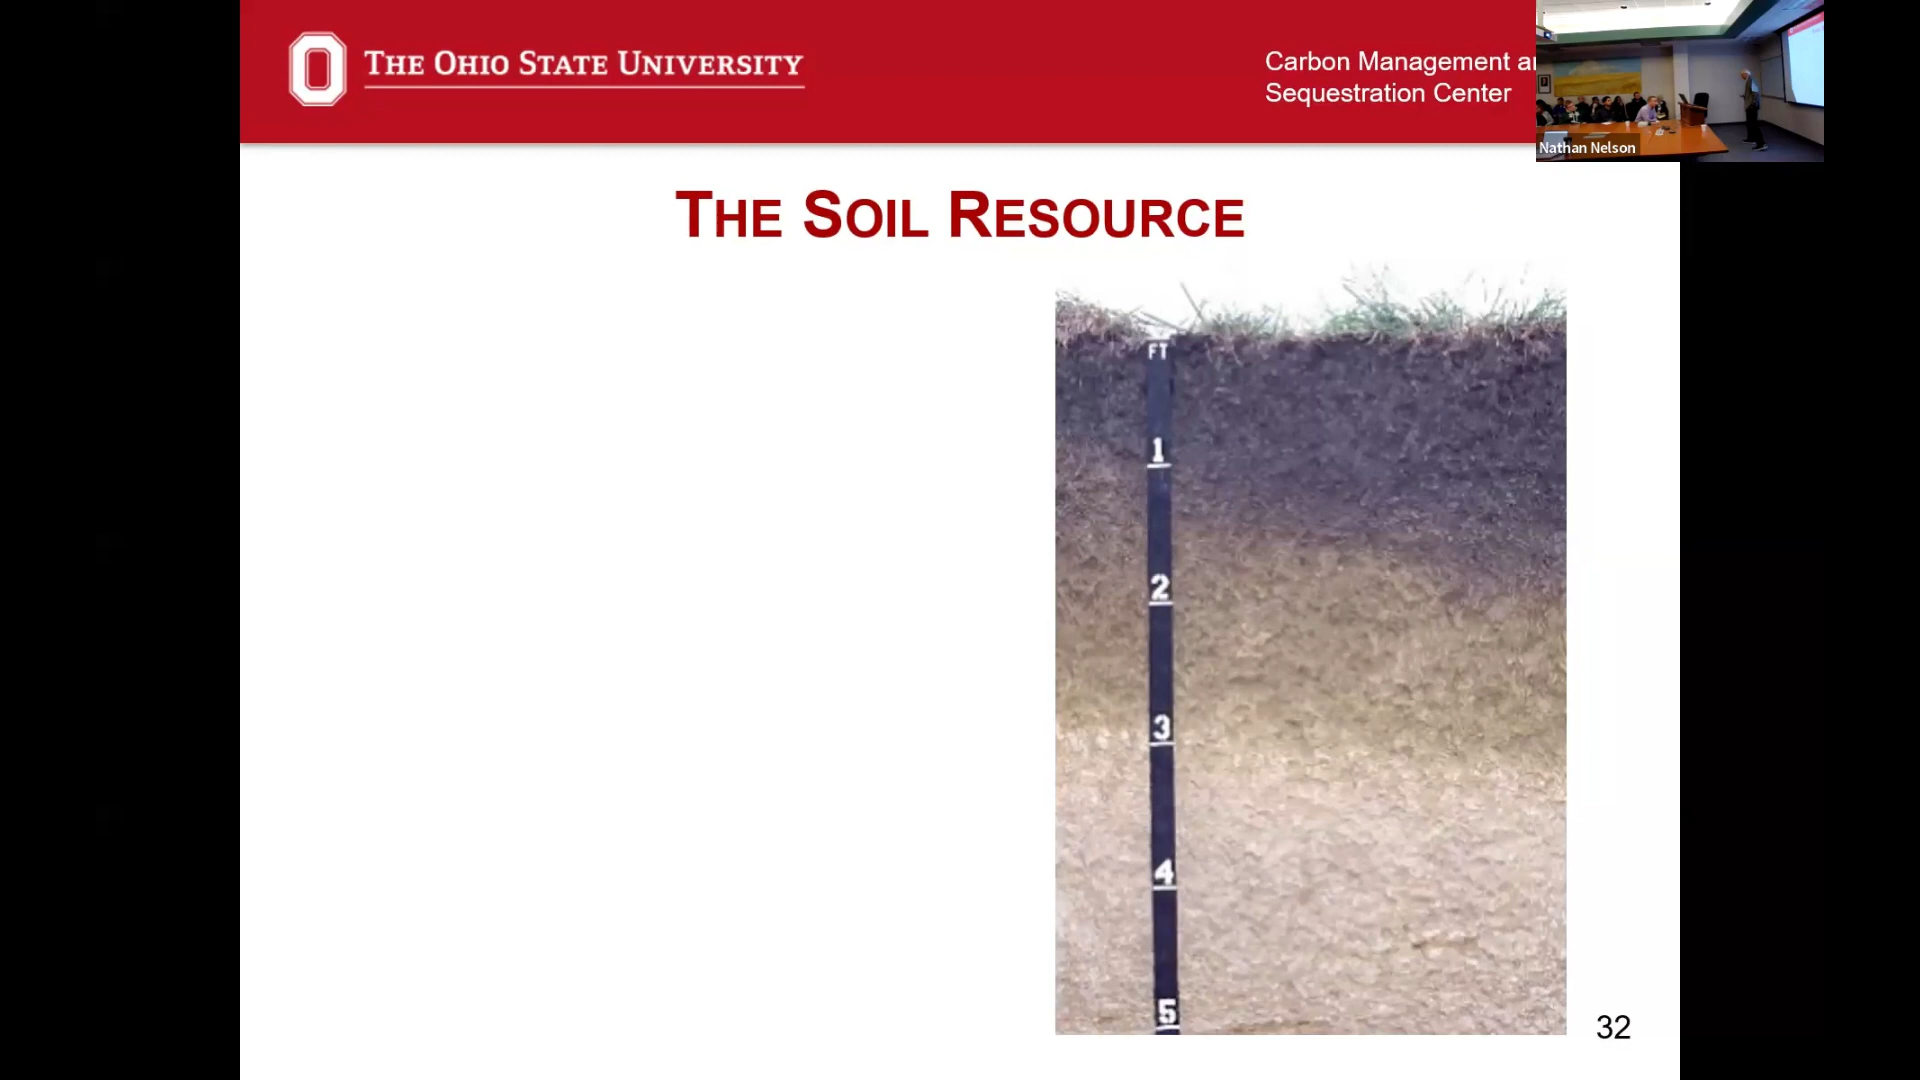 THE OHIO STATE UNIVERSITY
Carbon Management an
Sequestration Center
Nathan Nelson
THE SOIL RESOURCE
FT
1
2
3
4
5
32